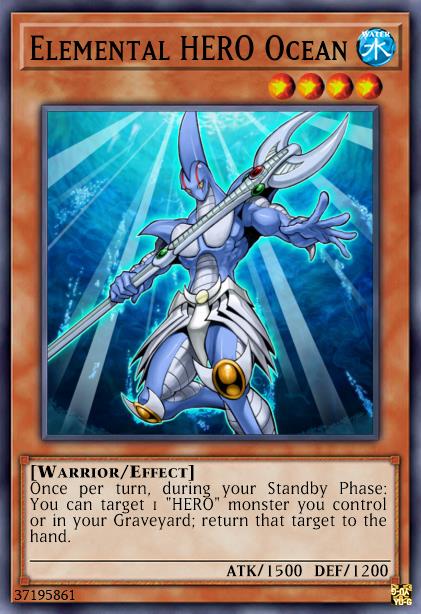 Elemental HERO Ocean
WATER
水
[Warrior/Effect]
Once per turn, during your Standby Phase:
You can target 1 "HERO" monster you control
or in your Graveyard; return that target to the
hand.
ATK/1500 DEF/1200
37195861